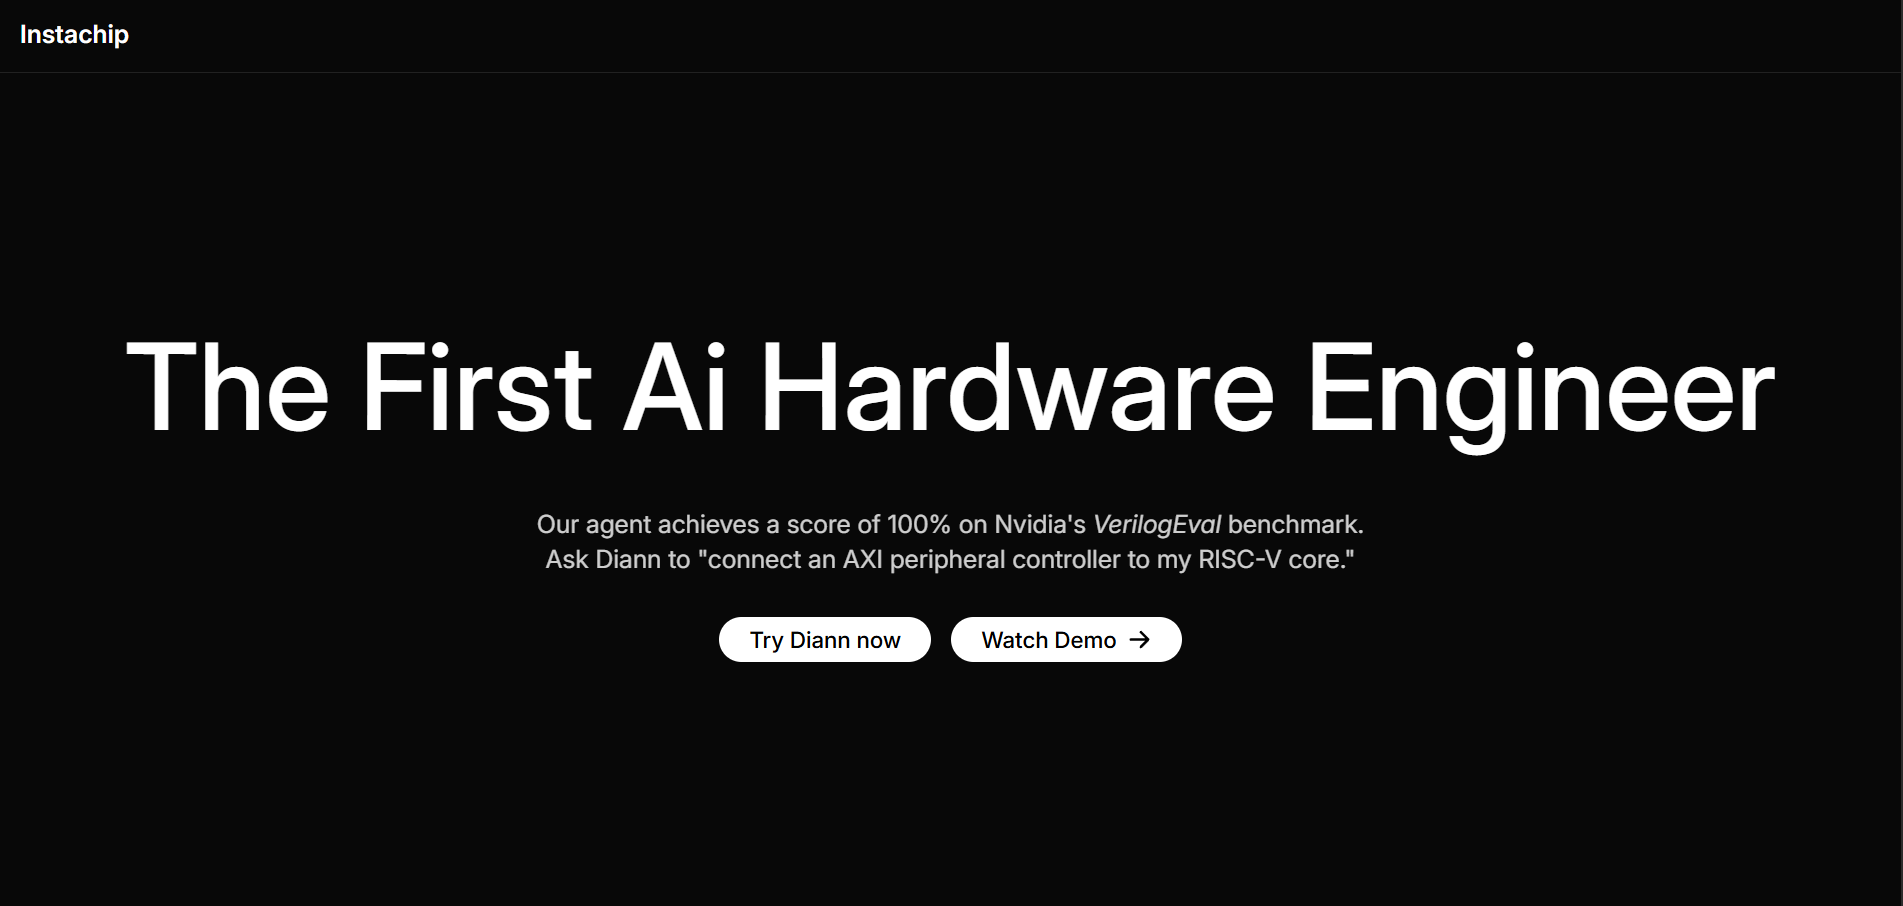 Instachip
The First Ai Hardware Engineer
Our agent achieves a score of 100% on Nvidia's VerilogEval benchmark.
Ask Diann to "connect an AXI peripheral controller to my RISC-V core."
Try Diann now
Watch Demo →